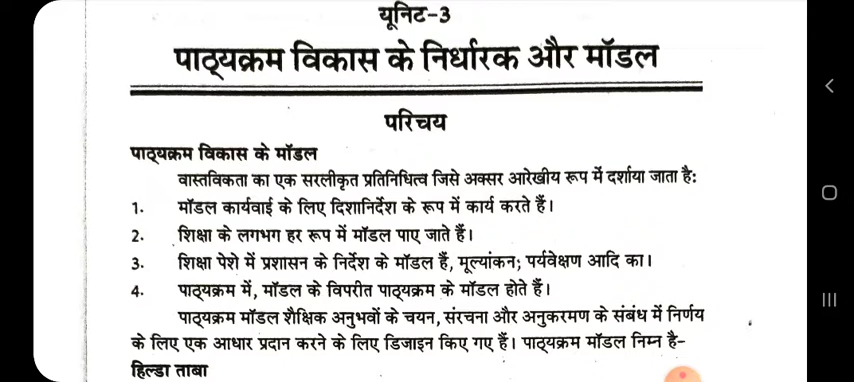 यूनिट-3
पाठ्यक्रम विकास के निर्धारक और मॉडल
परिचय
पाठ्यक्रम विकास के मॉडल
वास्तविकता का एक सरलीकृत प्रतिनिधित्व जिसे अक्सर आरेखीय रूप में दर्शाया जाता है:
1. मॉडल कार्यवाई के लिए दिशानिर्देश के रूप में कार्य करते हैं।
2. शिक्षा के लगभग हर रूप में मॉडल पाए जाते हैं।
3. शिक्षा पेशे में प्रशासन के निर्देश के मॉडल हैं, मूल्यांकन; पर्यवेक्षण आदि का।
4. पाठ्यक्रम में, मॉडल के विपरीत पाठ्यक्रम के मॉडल होते हैं।
पाठ्यक्रम मॉडल शैक्षिक अनुभवों के चयन, संरचना और अनुकरमण के संबंध में निर्णय
के लिए एक आधार प्रदान करने के लिए डिजाइन किए गए हैं। पाठ्यक्रम मॉडल निम्न है-
हिल्डा ताबा